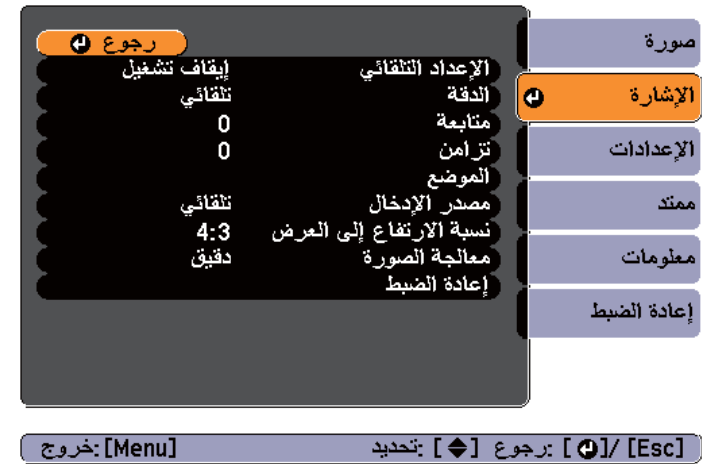 صورة
الإشارة
الإعدادات
ممتد
معلومات
إعادة الضبط
رجوع
الإعداد التلقائي إيقاف تشغيل
الدقة تلقائي
متابعة 0
تزامن 0
الموضع
مصدر الإدخال تلقائي
نسبة الارتفاع إلى العرض 4:3
معالجة الصورة دقيق
إعادة الضبط
[Esc] /[ ] :رجوع [ ] :تحديد [Menu] :خروج